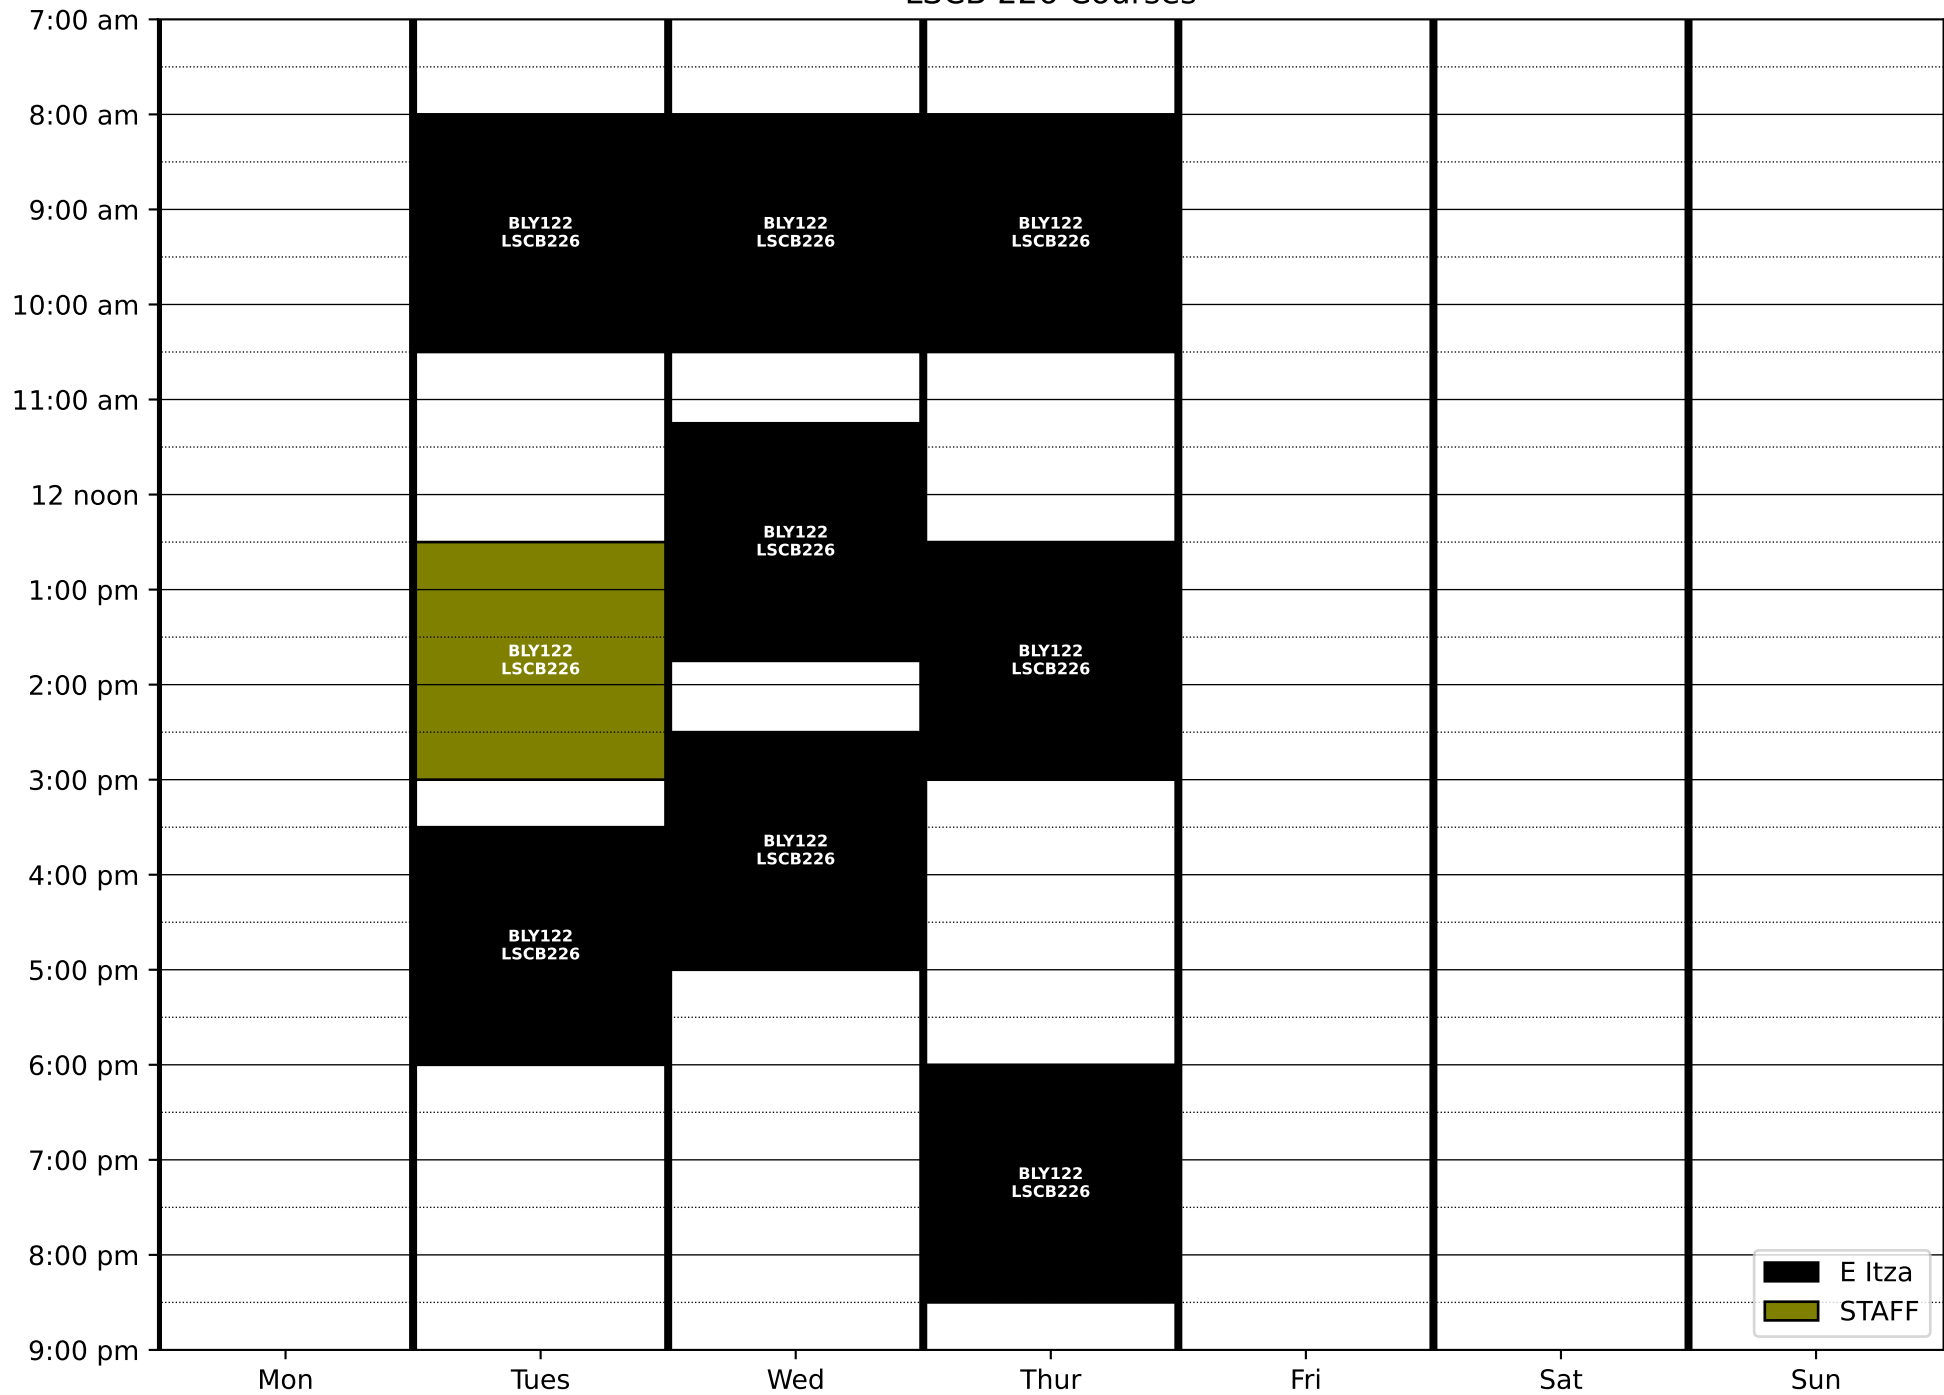 LSCB 226 Courses
7:00 am
8:00 am
9:00 am
BLY122
LSCB226
BLY122
LSCB226
BLY122
LSCB226
10:00 am
11:00 am
12 noon
BLY122
LSCB226
1:00 pm
BLY122
LSCB226
BLY122
LSCB226
2:00 pm
3:00 pm
BLY122
LSCB226
4:00 pm
BLY122
LSCB226
5:00 pm
6:00 pm
7:00 pm
BLY122
LSCB226
8:00 pm
E Itza
STAFF
9:00 pm
Mon
Tues
Wed
Thur
Fri
Sat
Sun